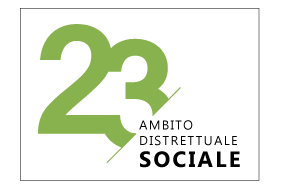 23
AMBITO
DISTRETTUALE
SOCIALE